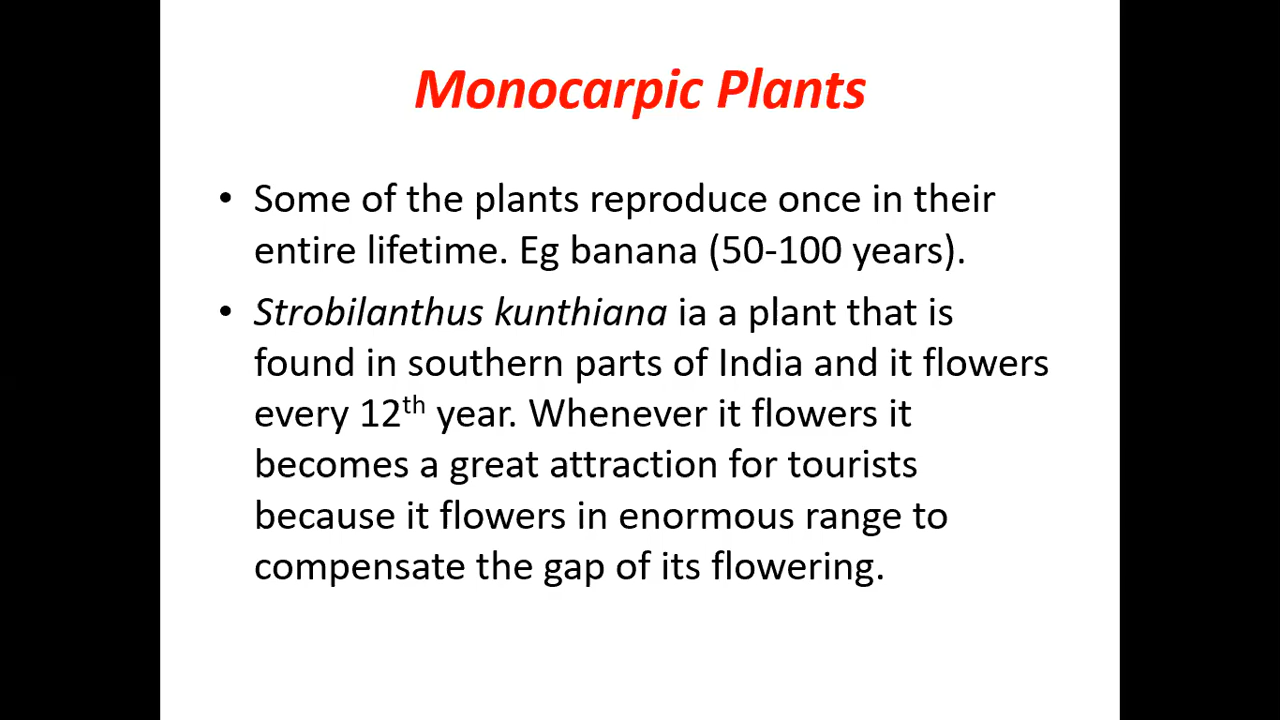 Monocarpic Plants
• Some of the plants reproduce once in their
entire lifetime. Eg banana (50-100 years).
• Strobilanthus kunthiana ia a plant that is
found in southern parts of India and it flowers
every 12th year. Whenever it flowers it
becomes a great attraction for tourists
because it flowers in enormous range to
compensate the gap of its flowering.